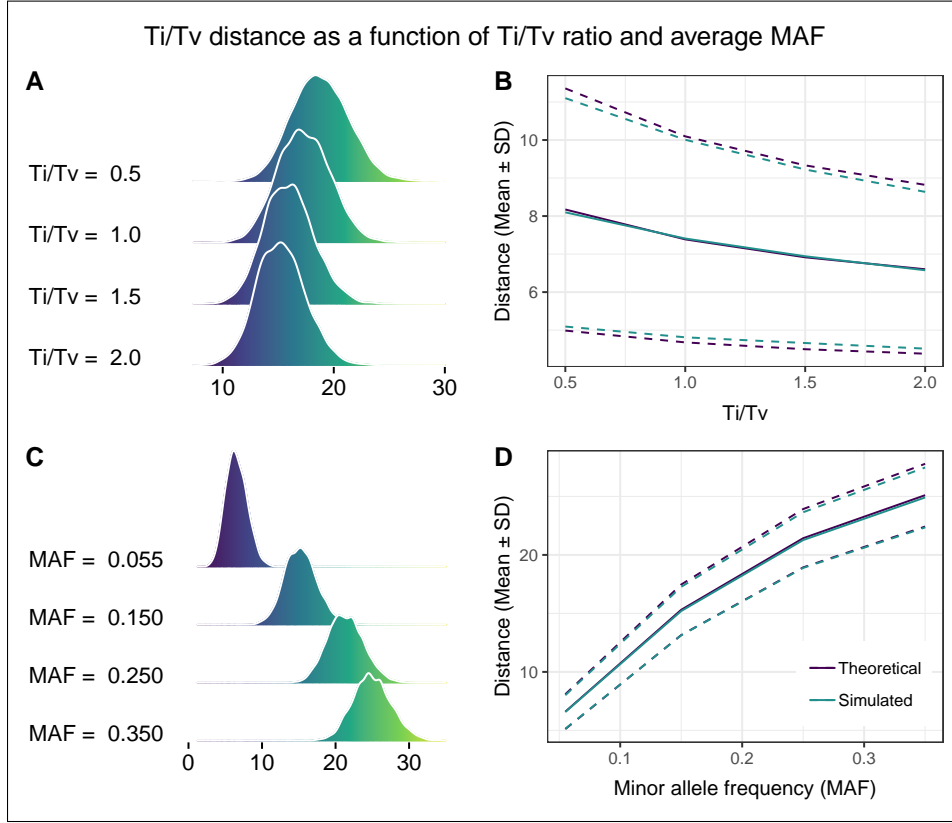 Ti/Tv distance as a function of Ti/Tv ratio and average MAF
A
Ti/Tv = 0.5
Ti/Tv = 1.0
Ti/Tv = 1.5
Ti/Tv = 2.0
10 20 30
B
Distance (Mean ± SD)
10
8
6
0.5 1.0 1.5 2.0
Ti/Tv
C
MAF = 0.055
MAF = 0.150
MAF = 0.250
MAF = 0.350
0 10 20 30
D
Distance (Mean ± SD)
20
10
Theoretical
Simulated
0.1 0.2 0.3
Minor allele frequency (MAF)